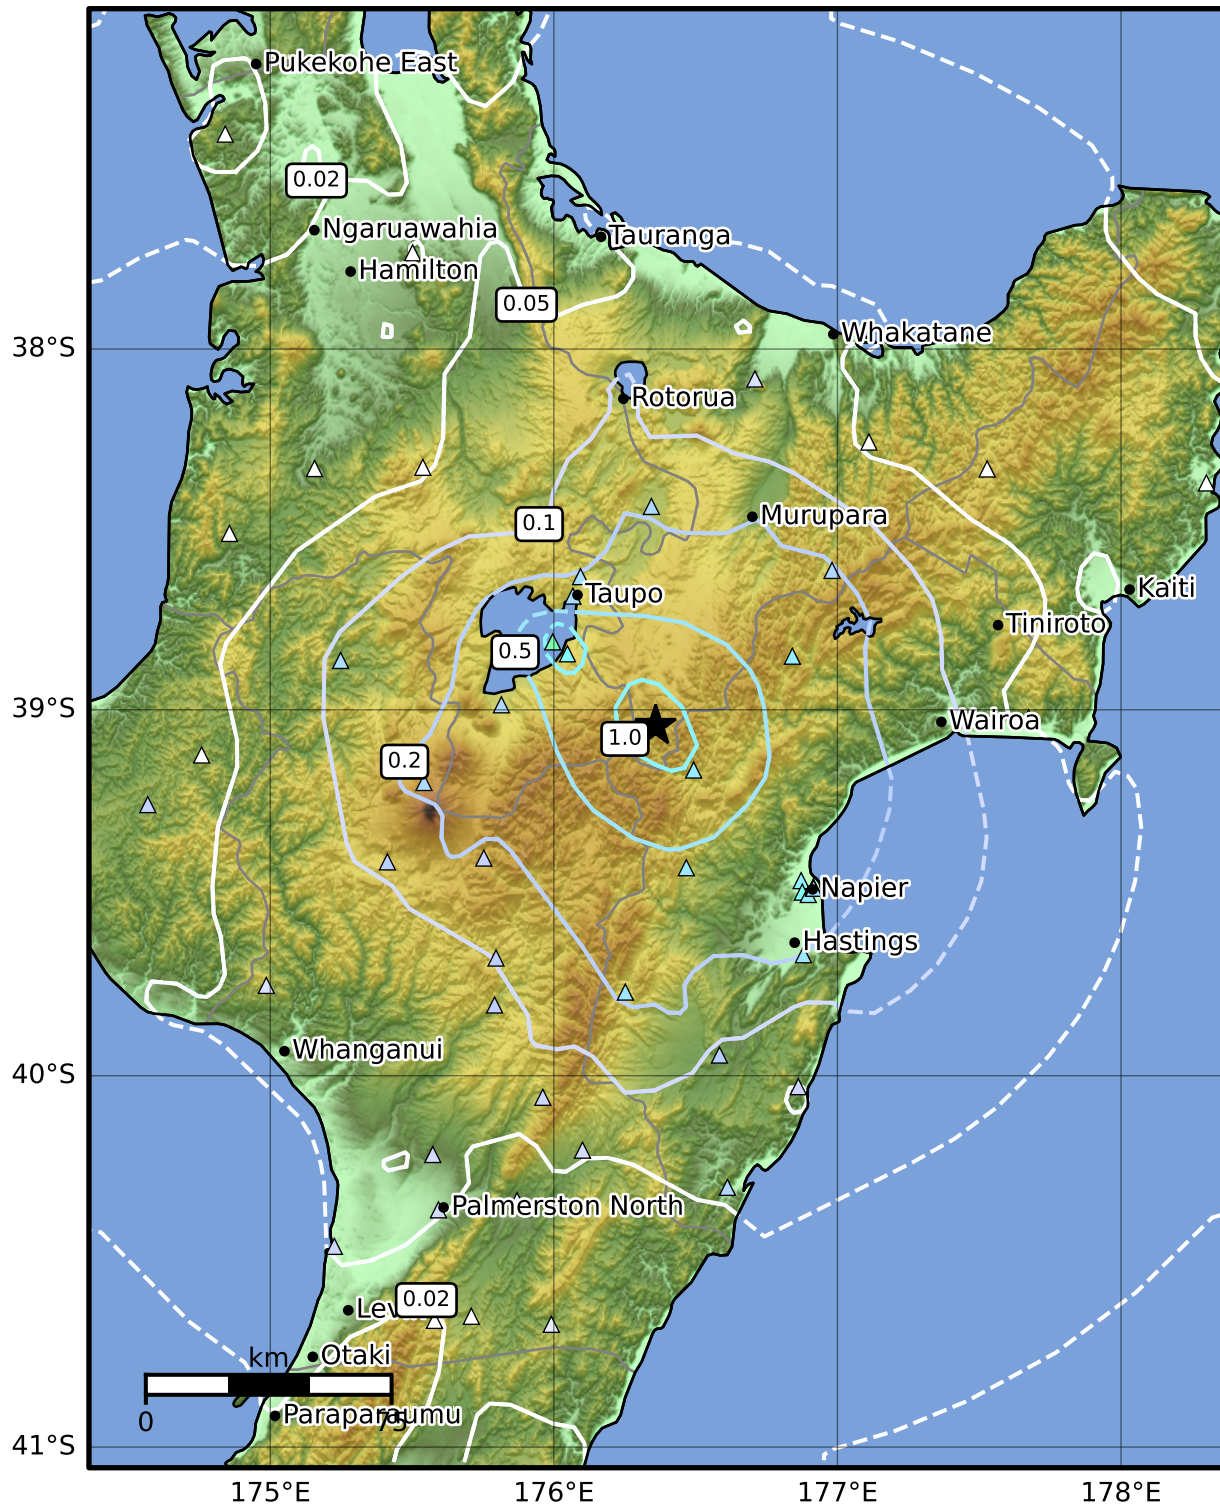 Pukekohe East
0.02
Ngaruawahia
Tauranga
Hamilton
0.05
Whakatane
38°S
Rotorua
0.1
Murupara
Taupo
Kaiti
Tiniroto
0.5
39°S
Wairoa
1.0
0.2
Napier
Hastings
Whanganui
40°S
Palmerston North
0.02
Otaki
km
Paraparaumu
0 75
41°S
175°E 176°E 177°E 178°E